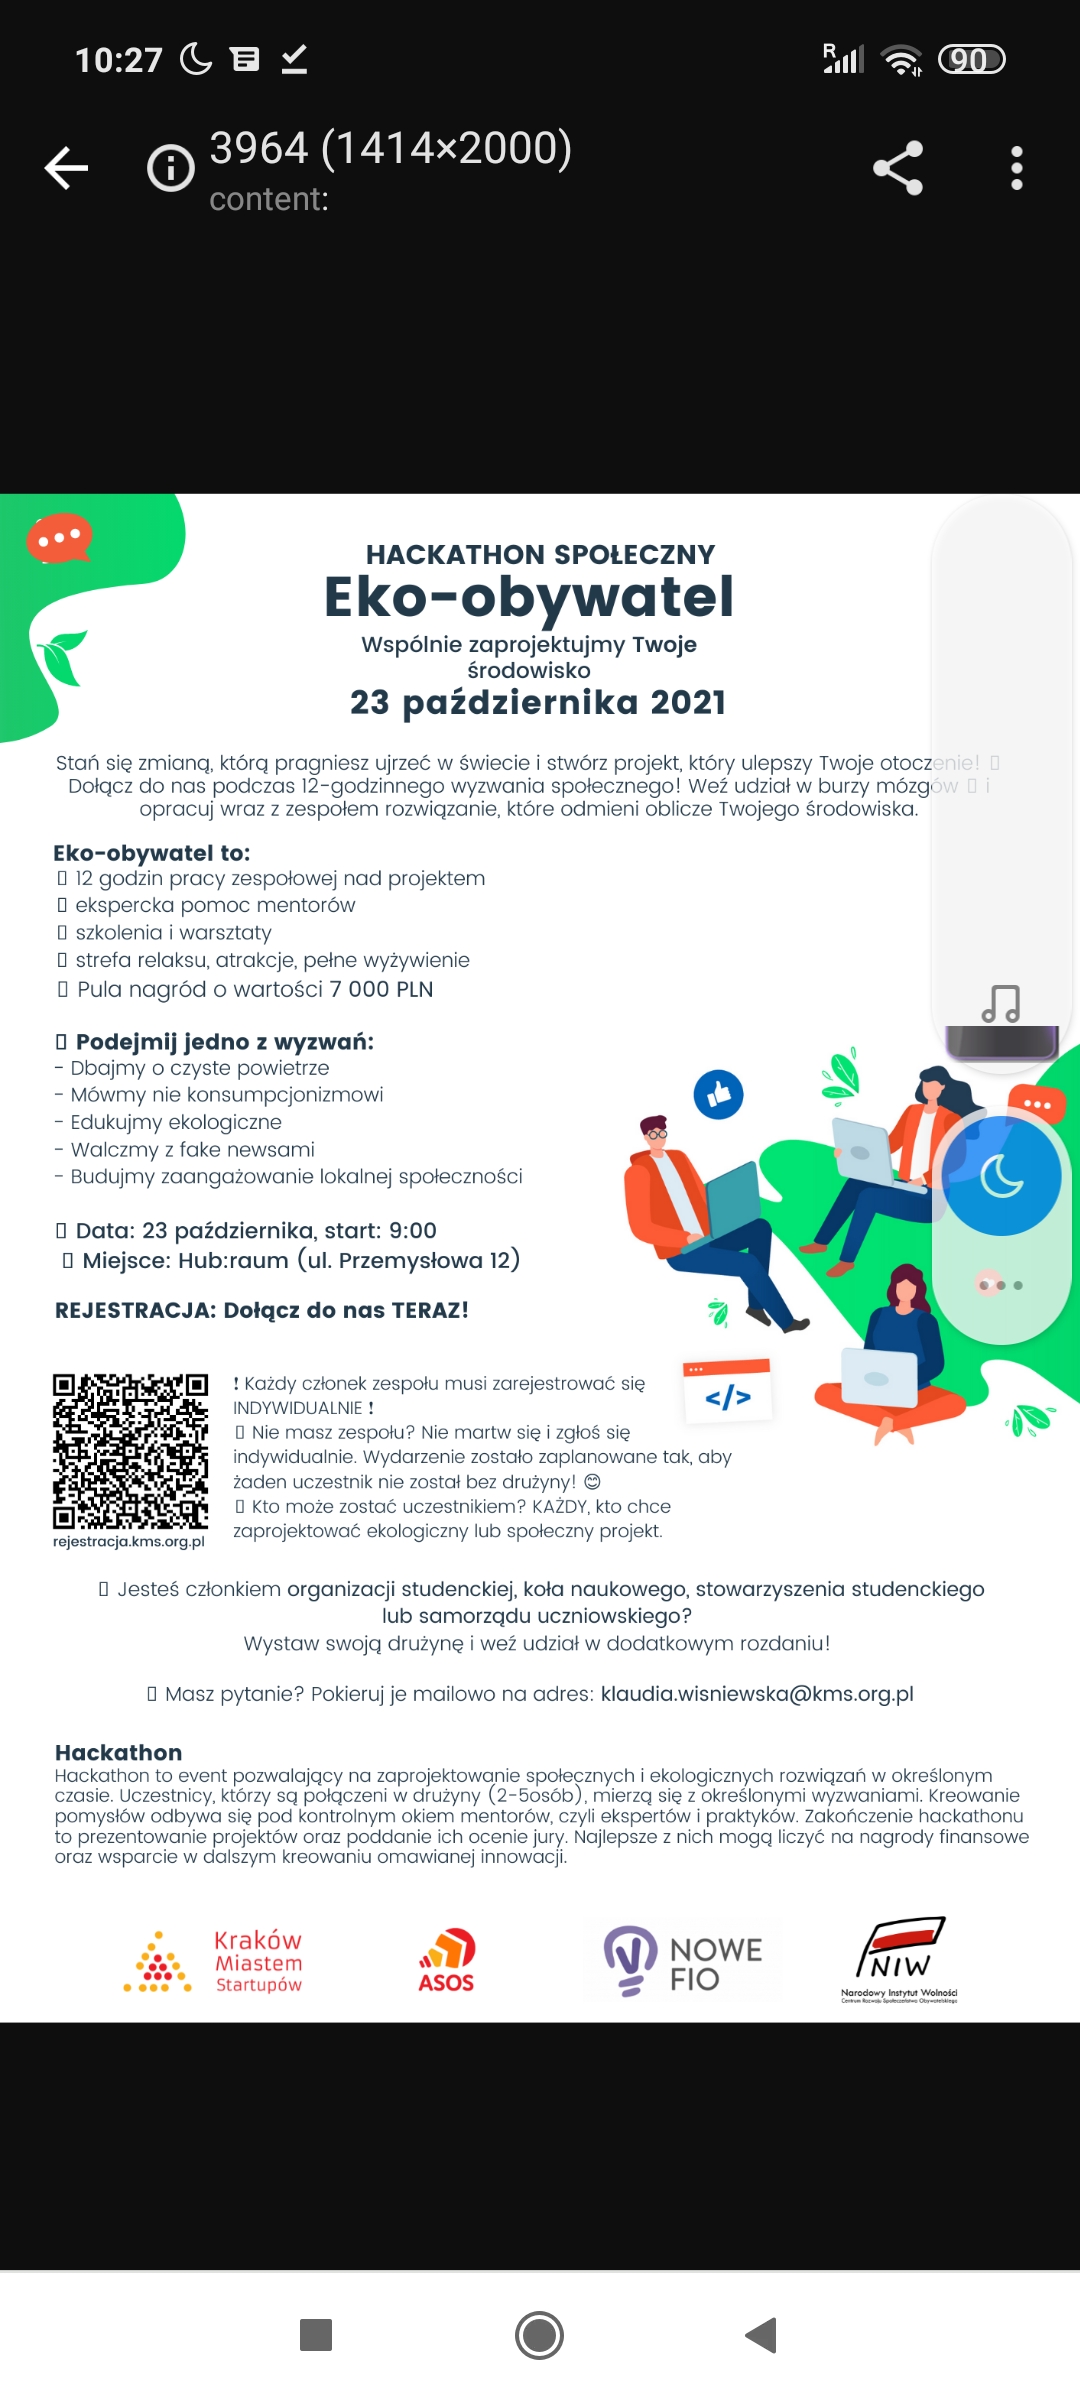 10:27
R
90
3964 (1414×2000)
content:
HACKATHON SPOŁECZNY
Eko-obywatel
Wspólnie zaprojektujmy Twoje
środowisko
23 października 2021
Stań się zmianą, którą pragniesz ujrzeć w świecie i stwórz projekt, który ulepszy Twoje otoczenie!
Dołącz do nas podczas 12-godzinnego wyzwania społecznego! Weź udział w burzy mózgów i
opracuj wraz z zespołem rozwiązanie, które odmieni oblicze Twojego środowiska.
Eko-obywatel to:
12 godzin pracy zespołowej nad projektem
ekspercka pomoc mentorów
szkolenia i warsztaty
strefa relaksu, atrakcje, pełne wyżywienie
Pula nagród o wartości 7 000 PLN
Podejmij jedno z wyzwań:
- Dbajmy o czyste powietrze
- Mówmy nie konsumpcjonizmowi
- Edukujmy ekologiczne
- Walczmy z fake newsami
- Budujmy zaangażowanie lokalnej społeczności
Data: 23 października, start: 9:00
Miejsce: Hub:raum (ul. Przemysłowa 12)
REJESTRACJA: Dołącz do nas TERAZ!
</>
! Każdy członek zespołu musi zarejestrować się
INDYWIDUALNIE !
Nie masz zespołu? Nie martw się i zgłoś się
indywidualnie. Wydarzenie zostało zaplanowane tak, aby
żaden uczestnik nie został bez drużyny! 😊
Kto może zostać uczestnikiem? KAŻDY, kto chce
zaprojektować ekologiczny lub społeczny projekt.
rejestracja.kms.org.pl
Jesteś członkiem organizacji studenckiej, koła naukowego, stowarzyszenia studenckiego
lub samorządu uczniowskiego?
Wystaw swoją drużynę i weź udział w dodatkowym rozdaniu!
Masz pytanie? Pokieruj je mailowo na adres: klaudia.wisniewska@kms.org.pl
Hackathon
Hackathon to event pozwalający na zaprojektowanie społecznych i ekologicznych rozwiązań w określonym
czasie. Uczestnicy, którzy są połączeni w drużyny (2-5osób), mierzą się z określonymi wyzwaniami. Kreowanie
pomysłów odbywa się pod kontrolnym okiem mentorów, czyli ekspertów i praktyków. Zakończenie hackathonu
to prezentowanie projektów oraz poddanie ich ocenie jury. Najlepsze z nich mogą liczyć na nagrody finansowe
oraz wsparcie w dalszym kreowaniu omawianej innowacji.
Kraków
Miastem
Startupów
ASOS
NOWE
FIO
NIW
Narodowy Instytut Wolności
Centrum Rozwoju Społeczeństwa Obywatelskiego